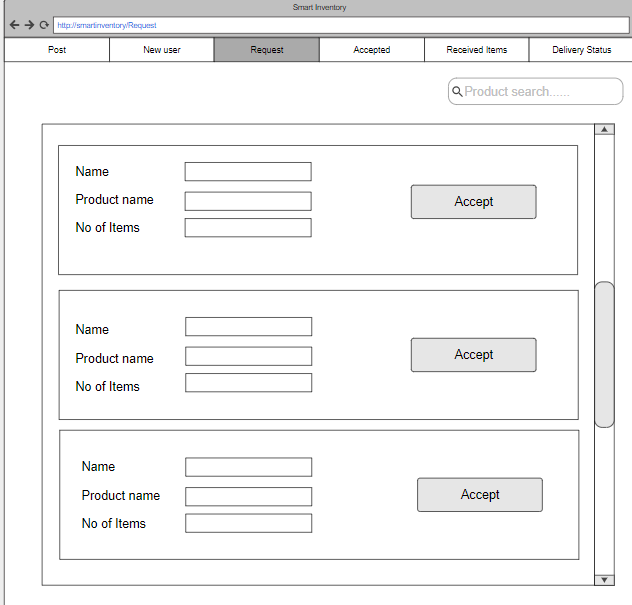 Smart Inventory
http://smartinventory/Request
Post New user Request Accepted Received Items Delivery Status
Product search......
Name
Product name
Accept
No of Items
Name
Product name
Accept
No of Items
Name
Product name
Accept
No of Items